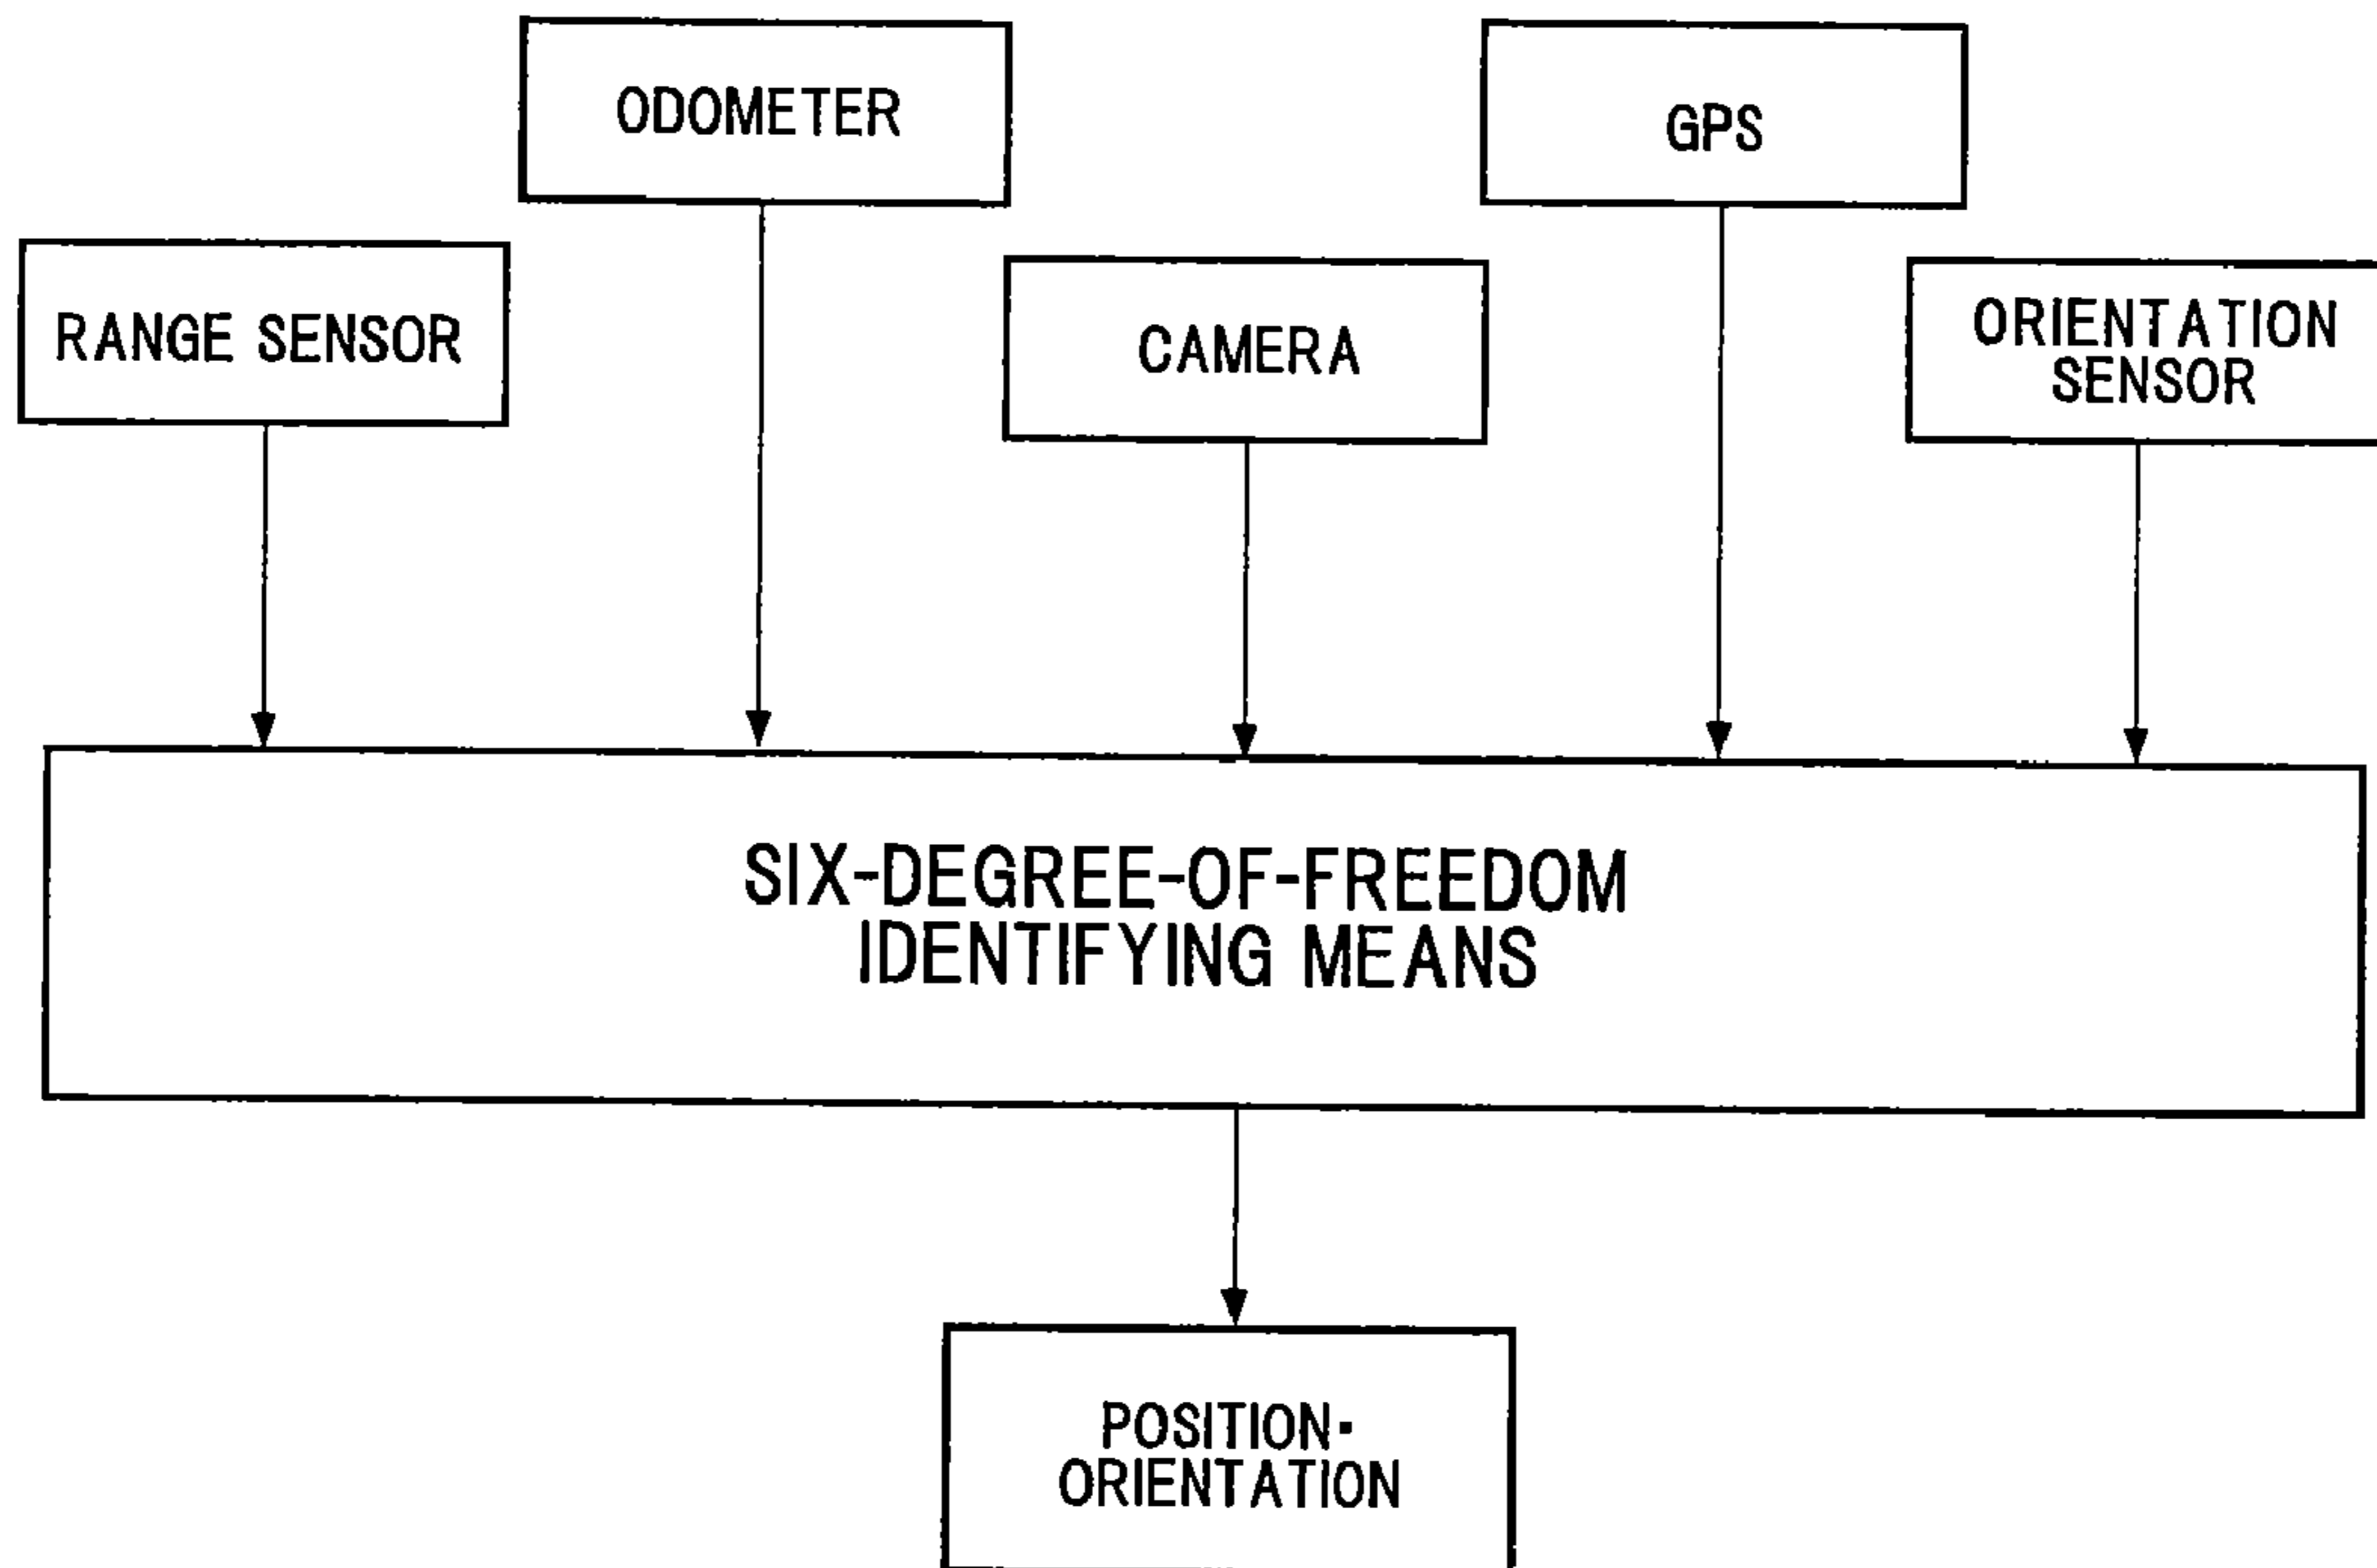 ODOMETER
GPS
RANGE SENSOR
CAMERA
ORIENTATION
SENSOR
SIX-DEGREE-OF-FREEDOM
IDENTIFYING MEANS
POSITION·
ORIENTATION